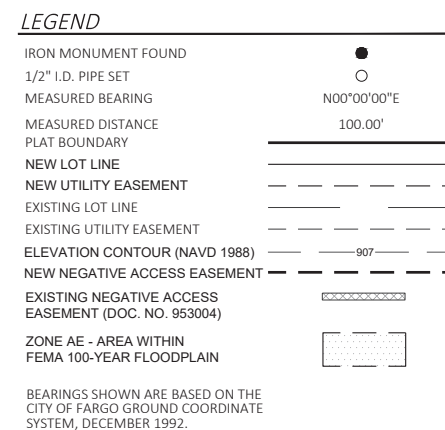 LEGEND
IRON MONUMENT FOUND
1/2" I.D. PIPE SET
MEASURED BEARING N00°00'00"E
MEASURED DISTANCE 100.00'
PLAT BOUNDARY
NEW LOT LINE
NEW UTILITY EASEMENT
EXISTING LOT LINE
EXISTING UTILITY EASEMENT
ELEVATION CONTOUR (NAVD 1988) 907
NEW NEGATIVE ACCESS EASEMENT
EXISTING NEGATIVE ACCESS
EASEMENT (DOC. NO. 953004)
ZONE AE - AREA WITHIN
FEMA 100-YEAR FLOODPLAIN
BEARINGS SHOWN ARE BASED ON THE
CITY OF FARGO GROUND COORDINATE
SYSTEM, DECEMBER 1992.